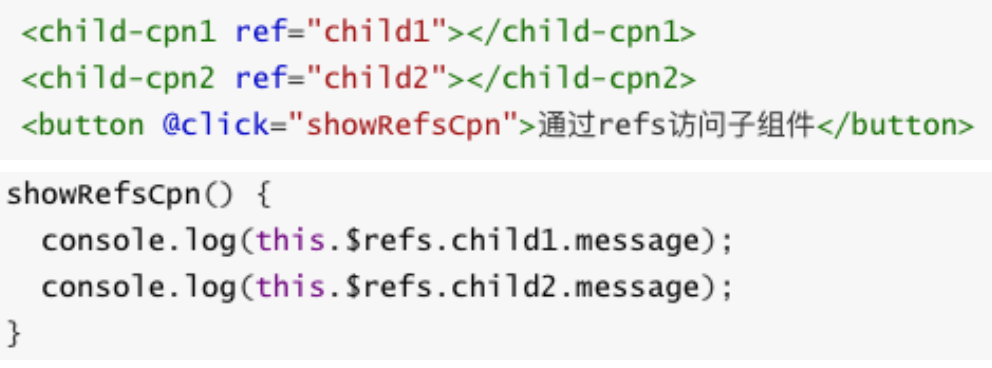 <child-cpn1 ref="child1"></child-cpn1>
<child-cpn2 ref="child2"></child-cpn2>
<button @click="showRefsCpn">通过refs访问子组件</button>
showRefsCpn() {
  console.log(this.$refs.child1.message);
  console.log(this.$refs.child2.message);
}